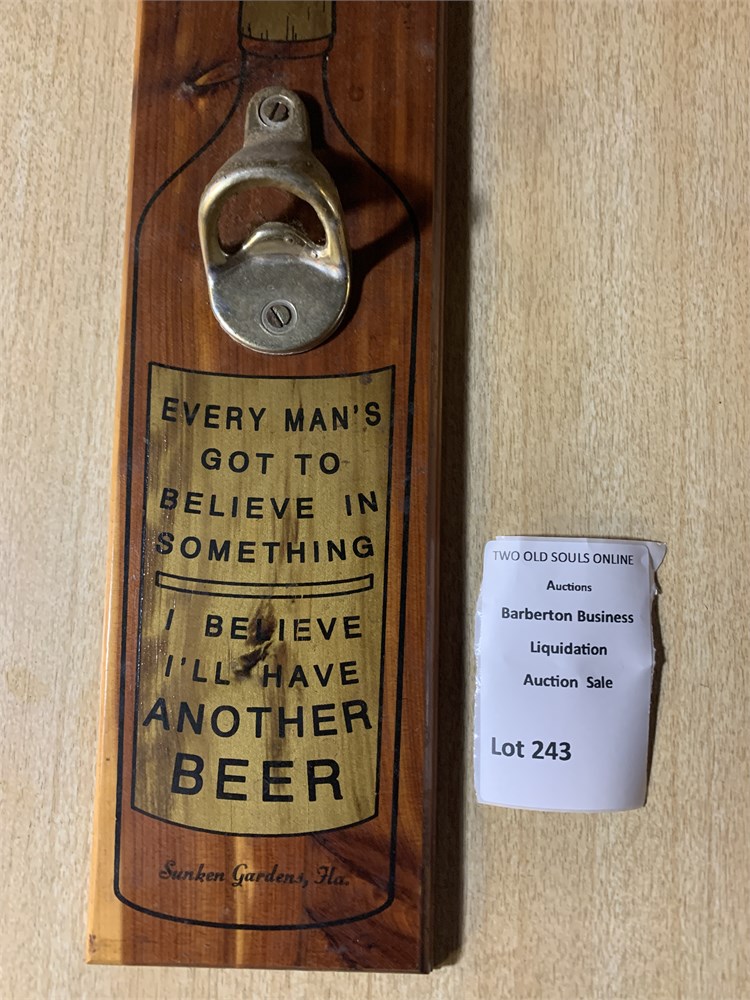 EVERY MAN'S
GOT TO
BELIEVE IN
SOMETHING
I BELIEVE
I'LL HAVE
ANOTHER
BEER
Sunken Gardens, Fla.
TWO OLD SOULS ONLINE
Auctions
Barberton Business
Liquidation
Auction Sale
Lot 243